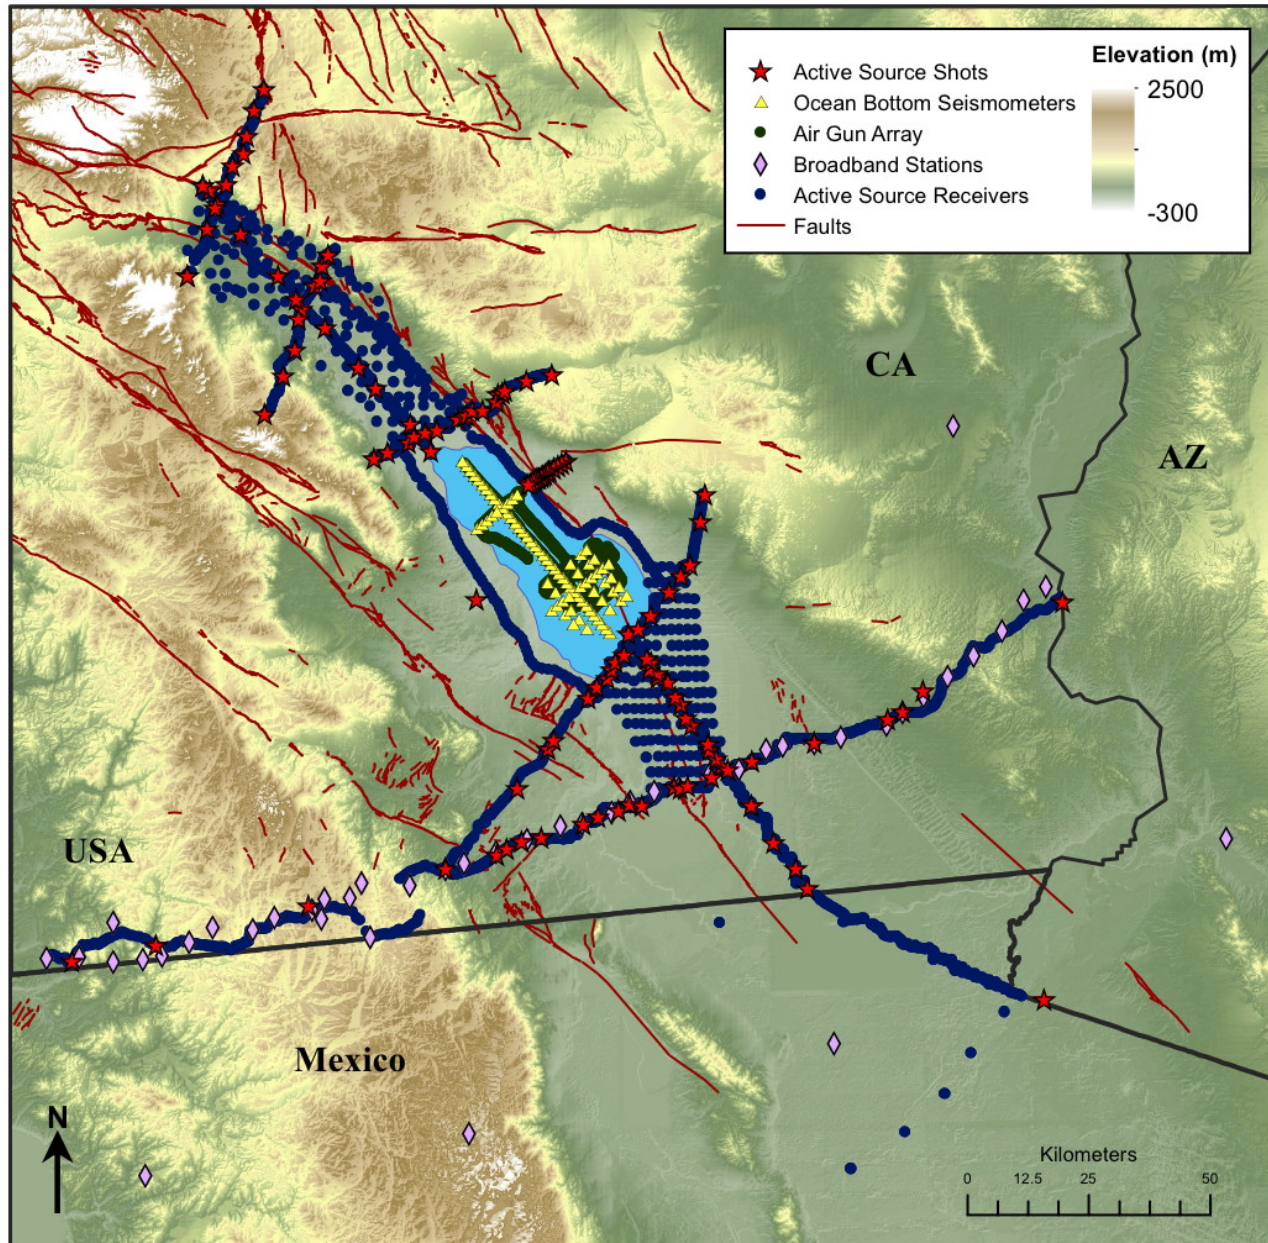 Elevation (m)
Active Source Shots
2500
Ocean Bottom Seismometers
Air Gun Array
Broadband Stations
Active Source Receivers
-300
Faults
CA
AZ
USA
Mexico
N
Kilometers
0 12.5 25 50